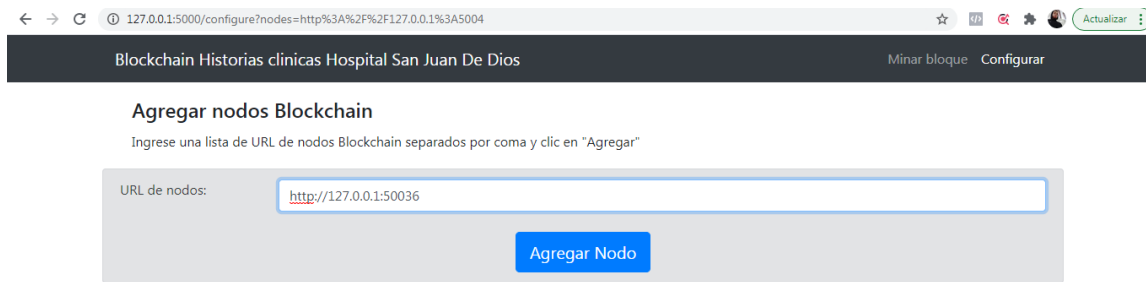 127.0.0.1:5000/configure?nodes=http%3A%2F%2F127.0.0.1%3A5004
Actualizar
Blockchain Historias clinicas Hospital San Juan De Dios
Minar bloque Configurar
Agregar nodos Blockchain
Ingrese una lista de URL de nodos Blockchain separados por coma y clic en "Agregar"
URL de nodos:
http://127.0.0.1:50036
Agregar Nodo